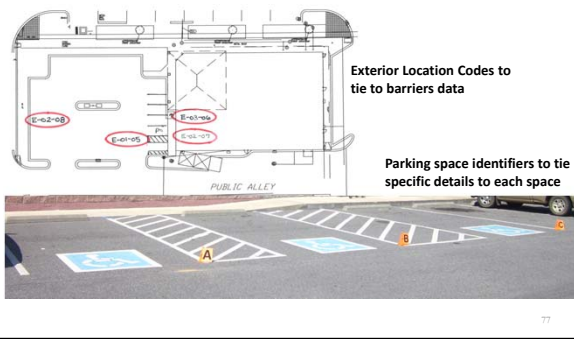 Exterior Location Codes to
tie to barriers data
E-02-08
E-03-06
E-01-05
E-02-07
PUBLIC ALLEY
Parking space identifiers to tie
specific details to each space
A
B
C
77